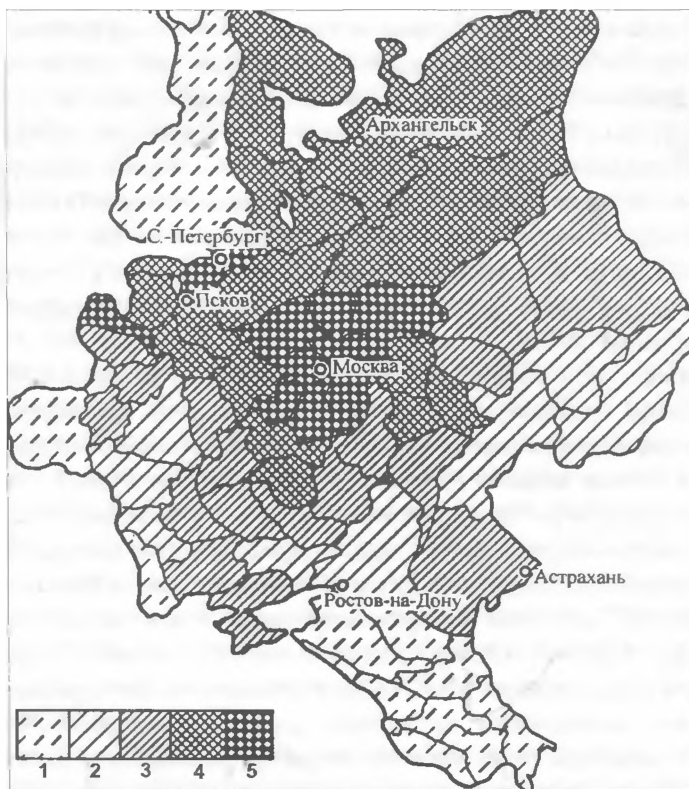 Архангельск
С.-Петербург
Псков
Москва
Астрахань
Ростов-на-Дону
1 2 3 4 5